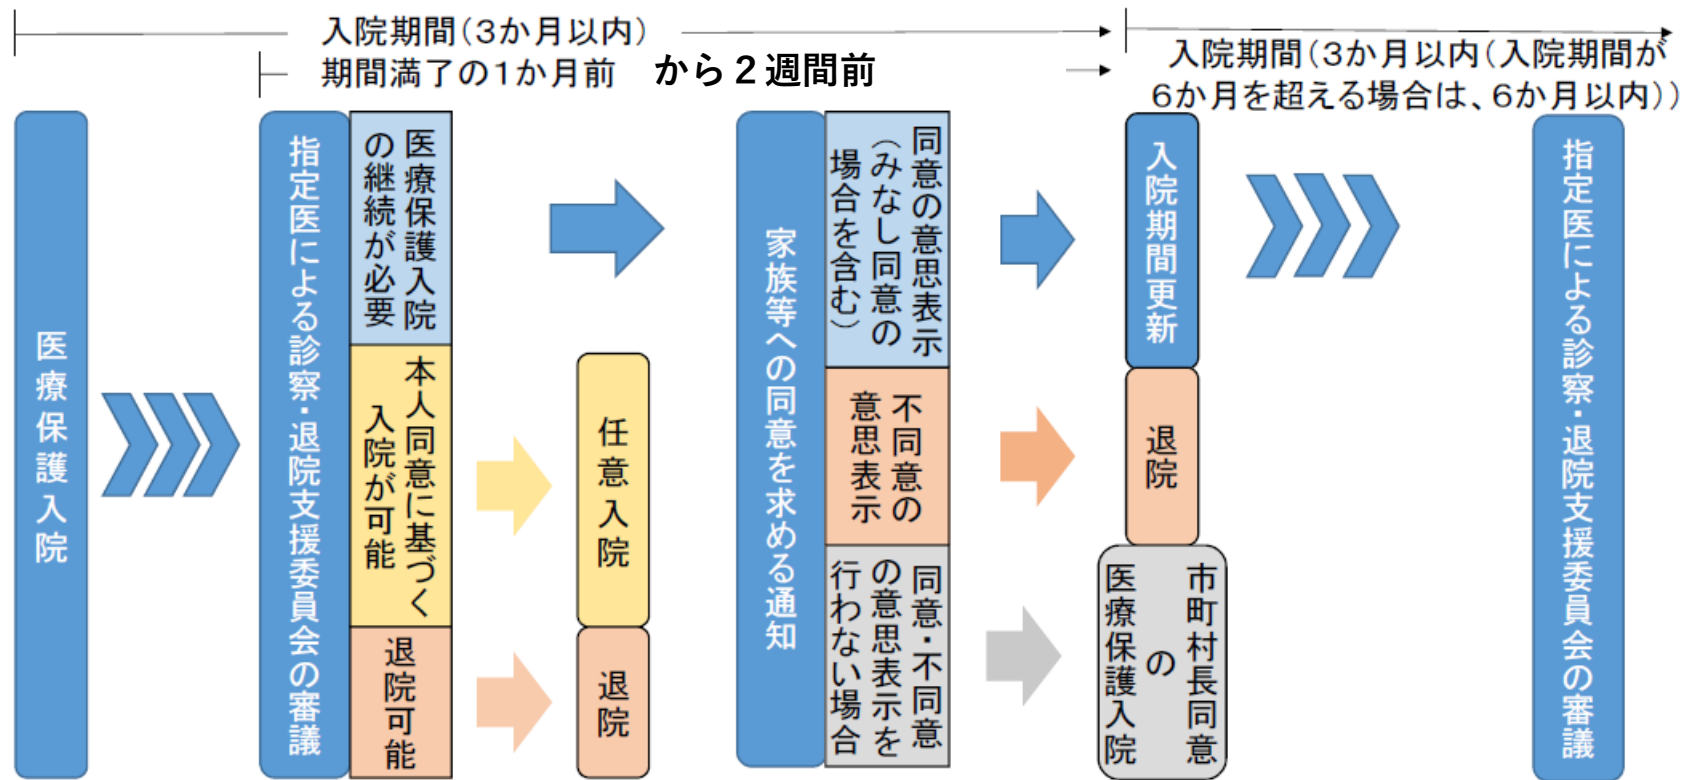 入院期間(3か月以内)
期間満了の1か月前 から2週間前
入院期間(3か月以内(入院期間が
6か月を超える場合は、6か月以内))
医療保護入院
指定医による診察・退院支援委員会の審議
医療保護入院
の継続が必要
本人同意に基づく
入院が可能
退院可能
任意入院
退院
家族等への同意を求める通知
同意の意思表示
(みなし同意の
場合を含む)
不同意の
意思表示
同意・不同意
の意思表示を
行わない場合
入院期間更新
退院
市町村長同意
の
医療保護入院
指定医による診察・退院支援委員会の審議